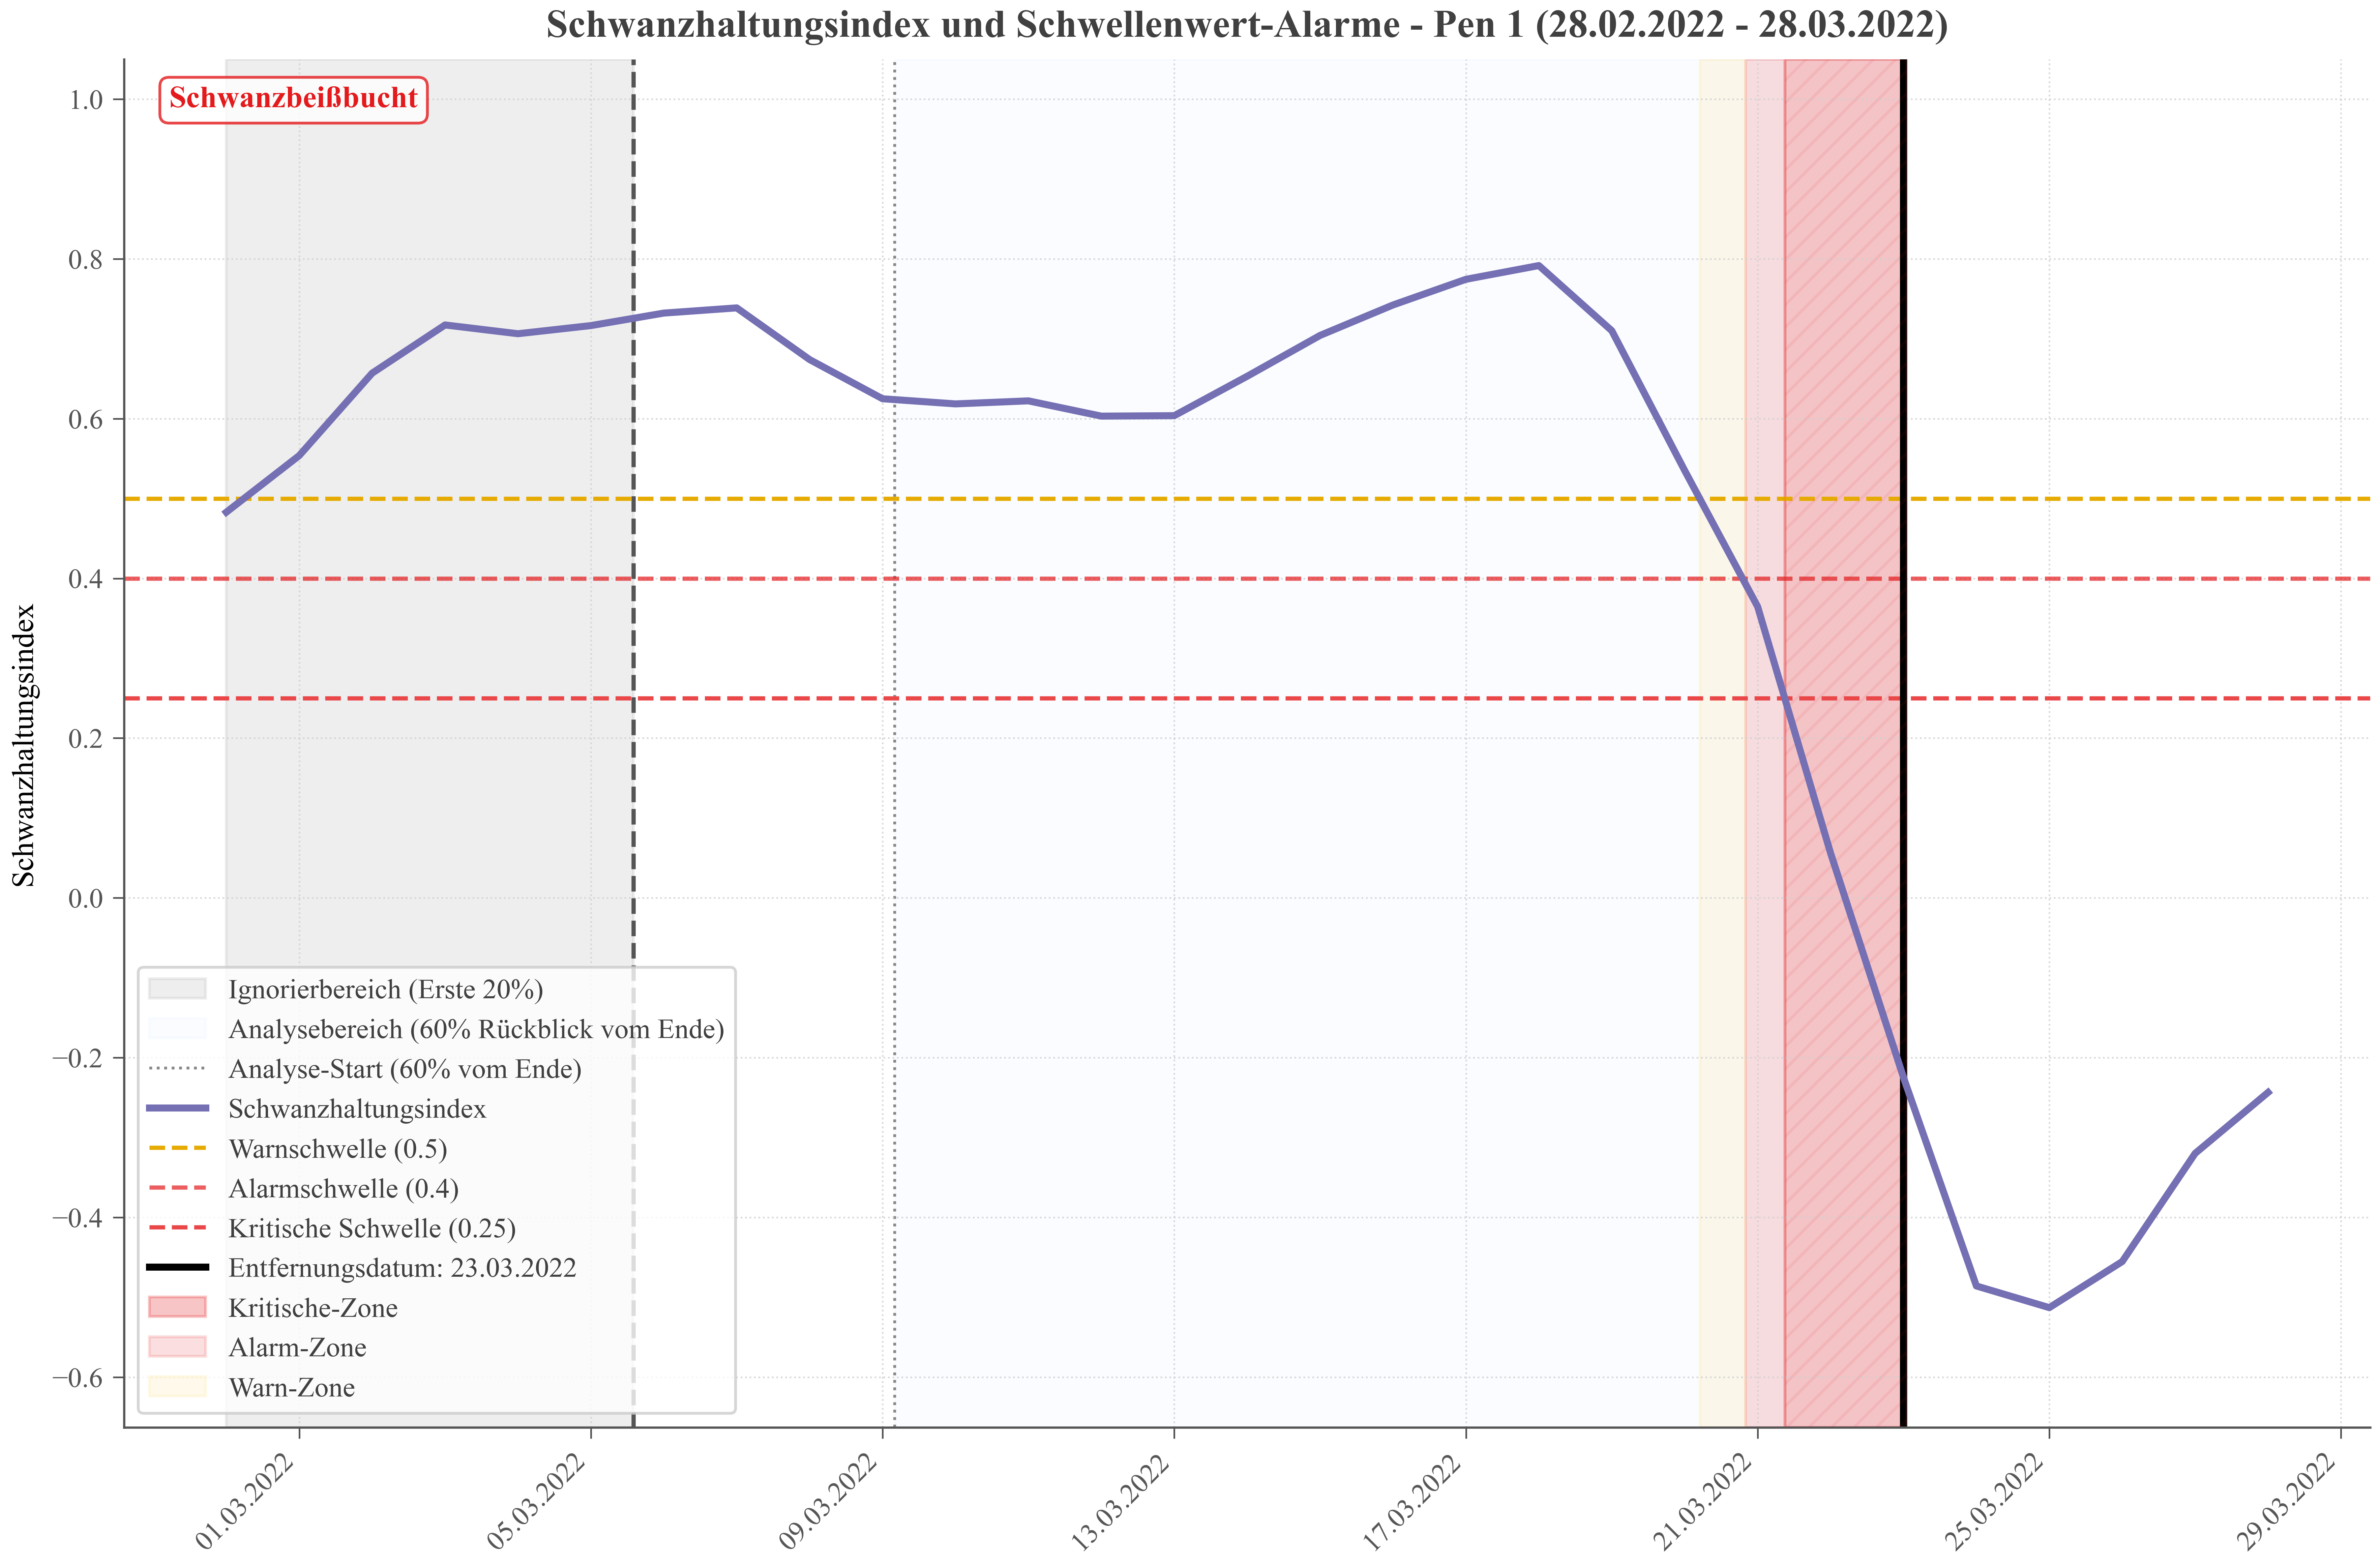 Schwanzhaltungsindex und Schwellenwert-Alarme - Pen 1 (28.02.2022 - 28.03.2022)
Schwanzbeißbucht
1.0
0.8
0.6
0.4
0.2
0.0
−0.2
−0.4
−0.6
Schwanzhaltungsindex
Ignorierbereich (Erste 20%)
Analysebereich (60% Rückblick vom Ende)
Analyse-Start (60% vom Ende)
Schwanzhaltungsindex
Warnschwelle (0.5)
Alarmschwelle (0.4)
Kritische Schwelle (0.25)
Entfernungsdatum: 23.03.2022
Kritische-Zone
Alarm-Zone
Warn-Zone
01.03.2022
05.03.2022
09.03.2022
13.03.2022
17.03.2022
21.03.2022
25.03.2022
29.03.2022